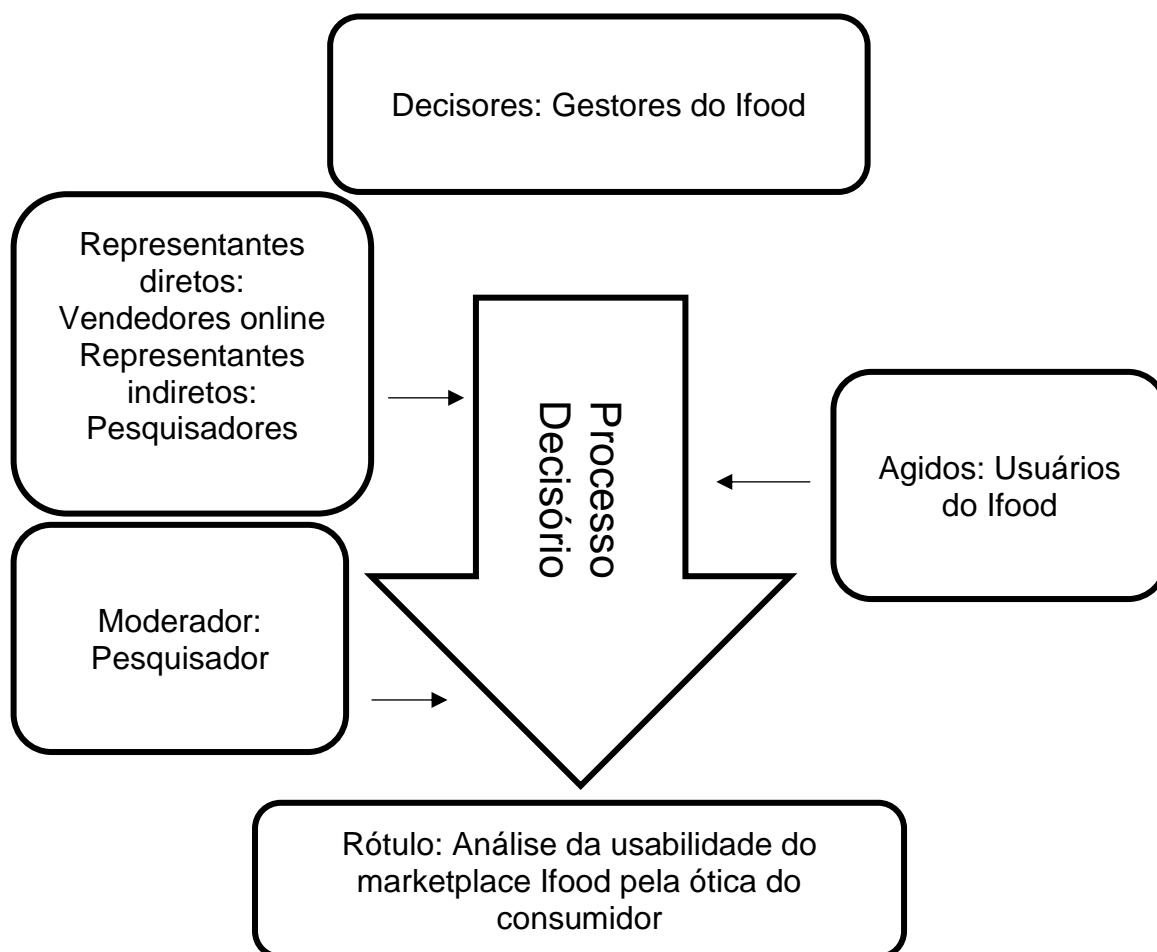 Decisores: Gestores do Ifood
Representantes
diretos:
Vendedores online
Representantes
indiretos:
Pesquisadores
Processo
Decisório
Agidos: Usuários
do Ifood
Moderador:
Pesquisador
Rótulo: Análise da usabilidade do
marketplace Ifood pela ótica do
consumidor